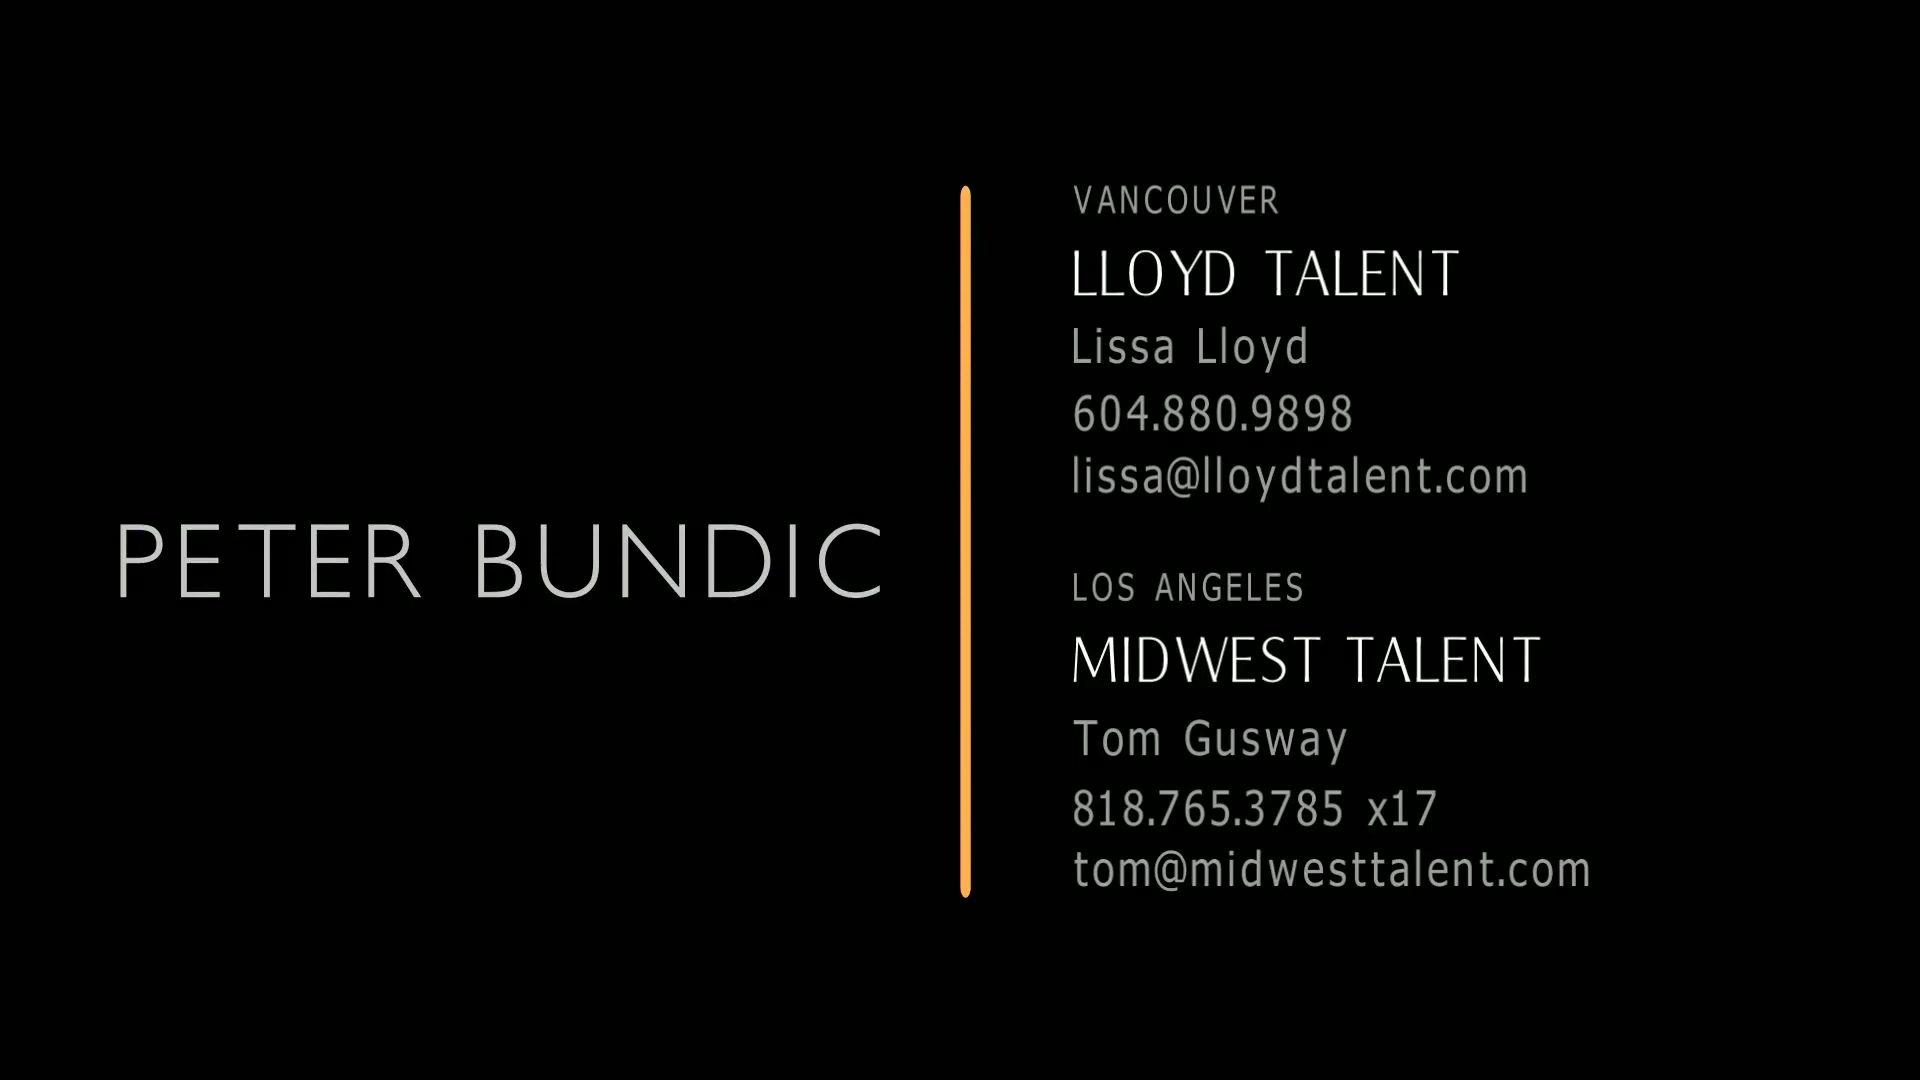 PETER BUNDIC
VANCOUVER
LLOYD TALENT
Lissa Lloyd
604.880.9898
lissa@lloydtalent.com
LOS ANGELES
MIDWEST TALENT
Tom Gusway
818.765.3785 x17
tom@midwesttalent.com